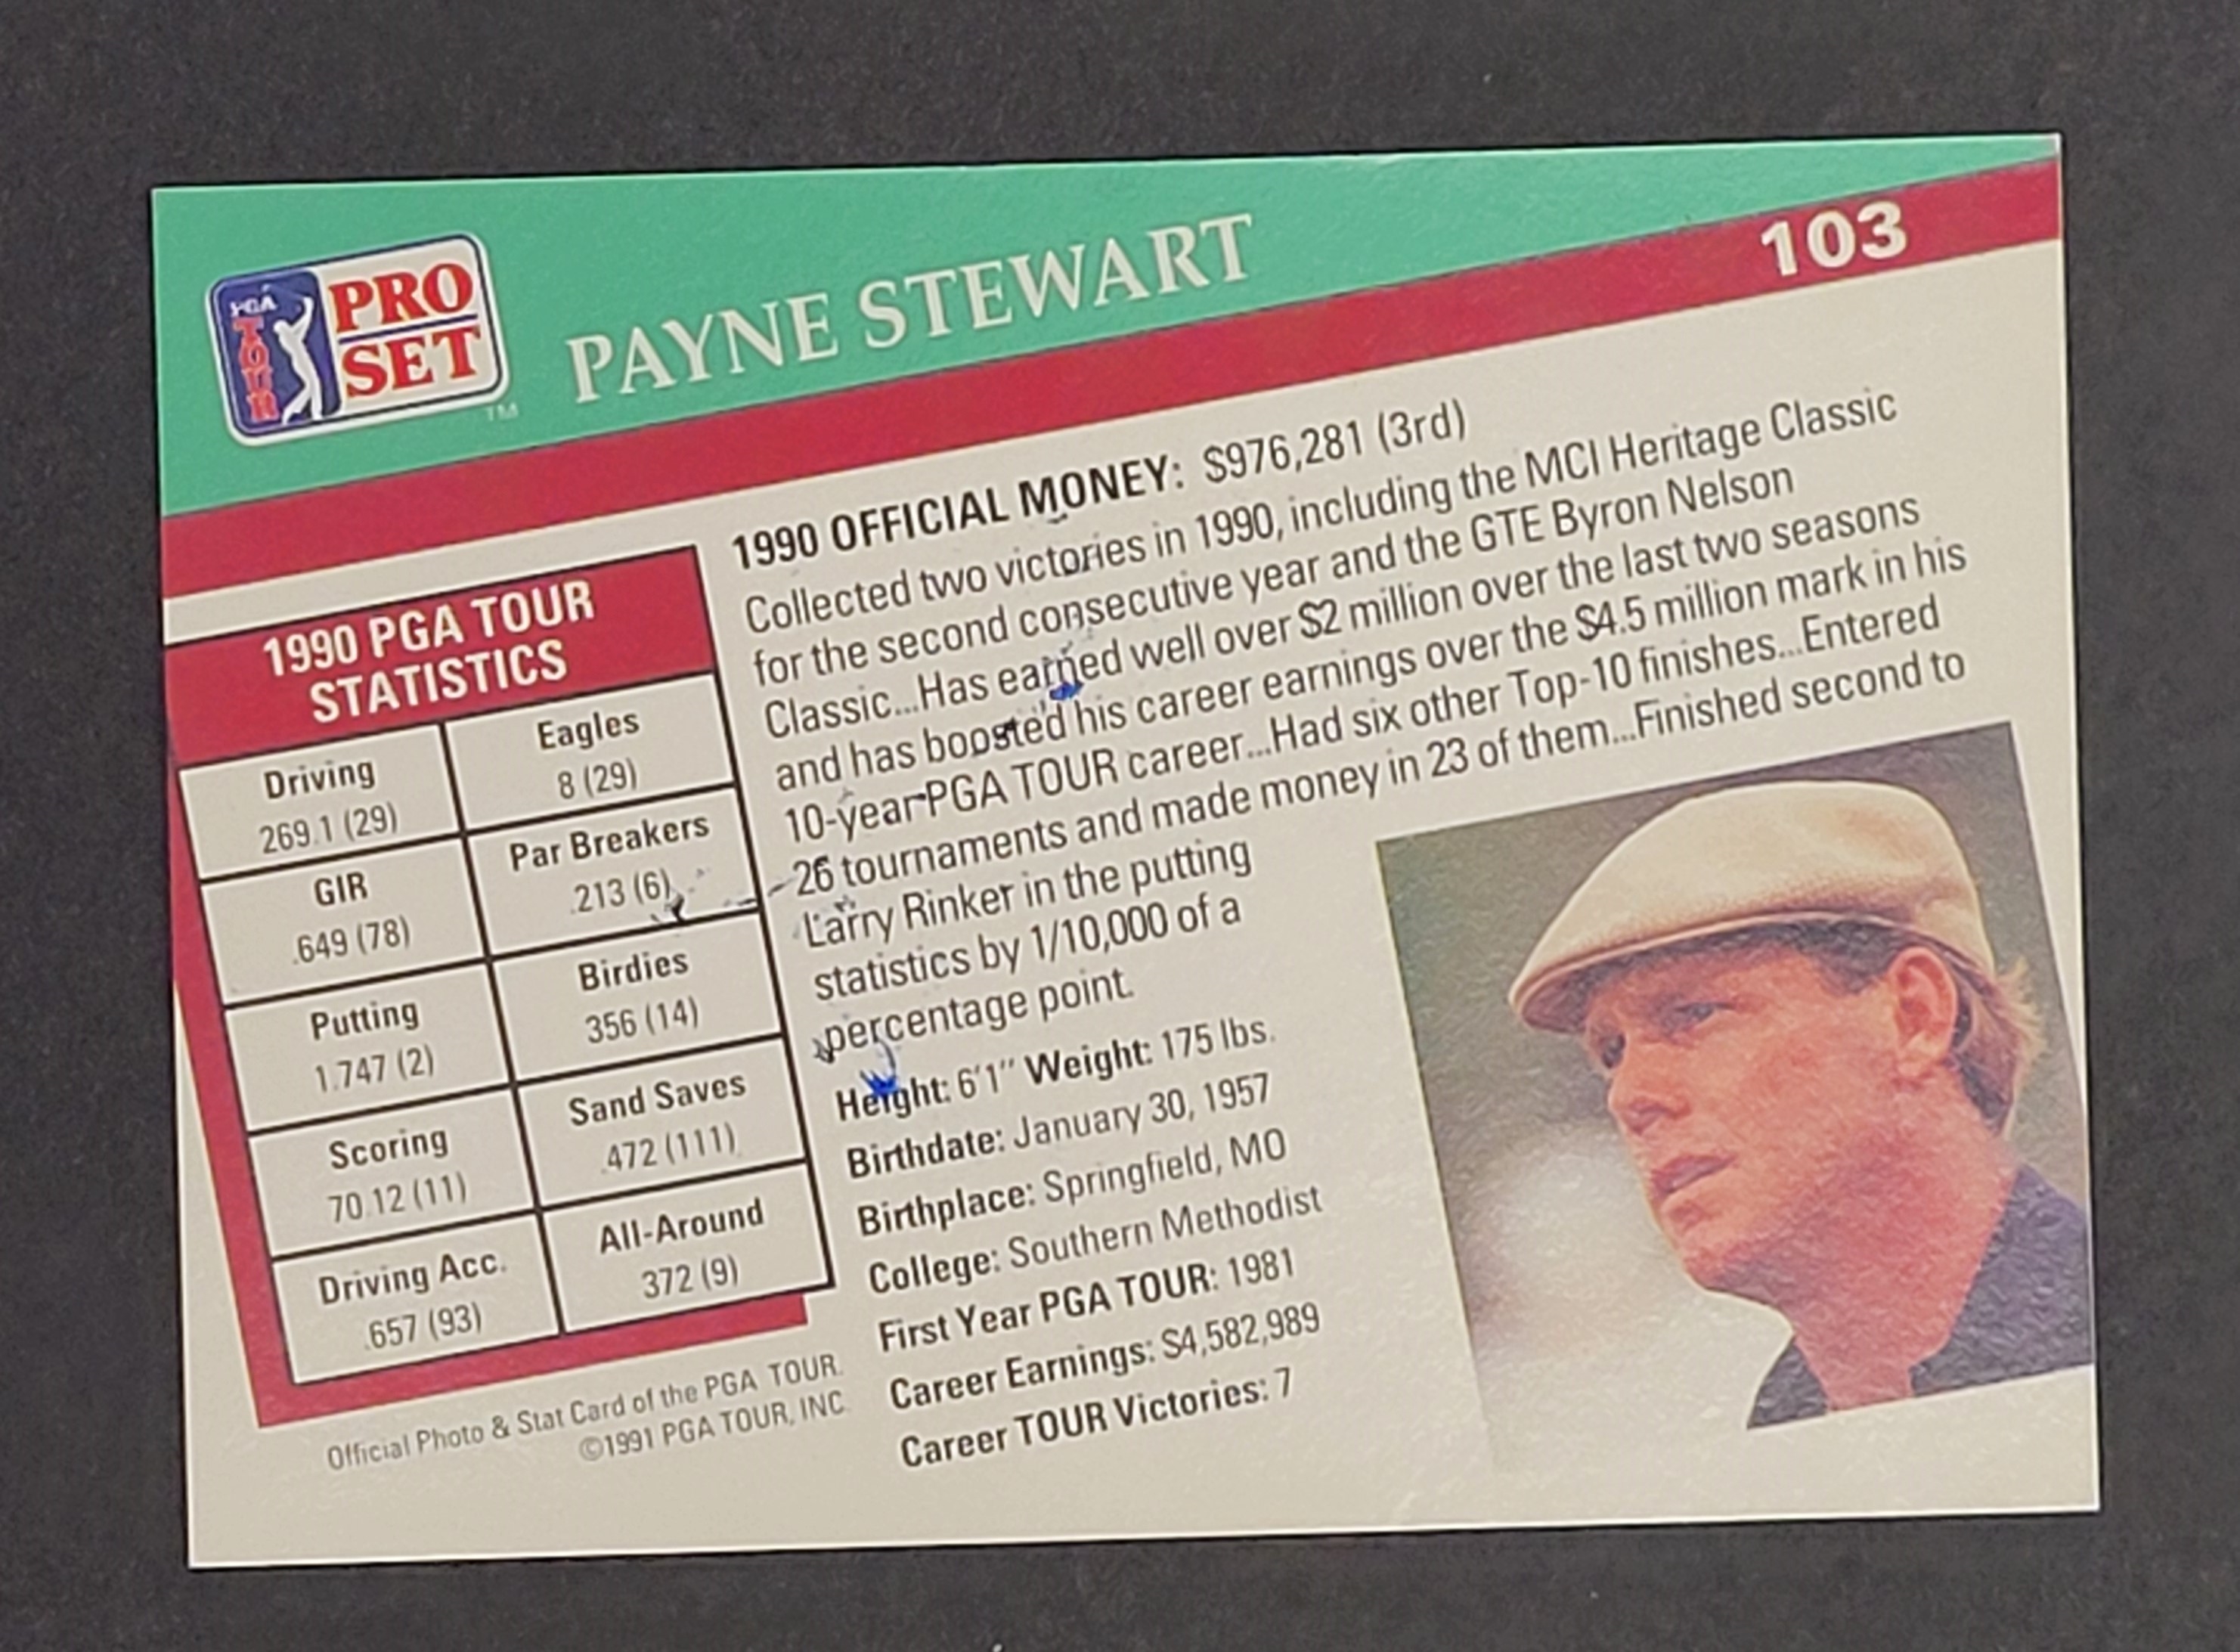 PGA TOUR
PRO SET
™
PAYNE STEWART
103
1990 OFFICIAL MONEY: $976,281 (3rd)
Collected two victories in 1990, including the MCI Heritage Classic
for the second consecutive year and the GTE Byron Nelson
Classic...Has earned well over $2 million over the last two seasons
and has boosted his career earnings over the $4.5 million mark in his
10-year PGA TOUR career...Had six other Top-10 finishes...Entered
26 tournaments and made money in 23 of them...Finished second to
Larry Rinker in the putting
statistics by 1/10,000 of a
percentage point.
Height: 6'1" Weight: 175 lbs.
Birthdate: January 30, 1957
Birthplace: Springfield, MO
College: Southern Methodist
First Year PGA TOUR: 1981
Career Earnings: $4,582,989
Career TOUR Victories: 7
1990 PGA TOUR
STATISTICS
Driving
269.1 (29)
Eagles
8 (29)
GIR
.649 (78)
Par Breakers
.213 (6)
Putting
1.747 (2)
Birdies
356 (14)
Scoring
70.12 (11)
Sand Saves
.472 (111)
Driving Acc.
.657 (93)
All-Around
372 (9)
Official Photo & Stat Card of the PGA TOUR.
©1991 PGA TOUR, INC.